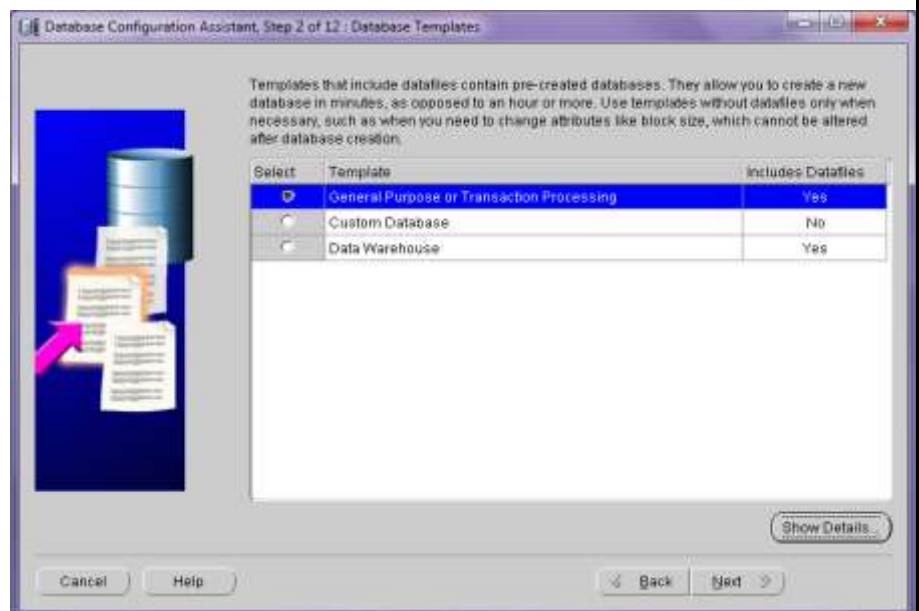 Database Configuration Assistant, Step 2 of 12 : Database Templates
Templates that include datafiles contain pre-created databases. They allow you to create a new
database in minutes, as opposed to an hour or more. Use templates without datafiles only when
necessary, such as when you need to change attributes like block size, which cannot be altered
after database creation.
Select Template Includes Datafiles
General Purpose or Transaction Processing Yes
Custom Database No
Data Warehouse Yes
Show Details...
Cancel Help Back Next